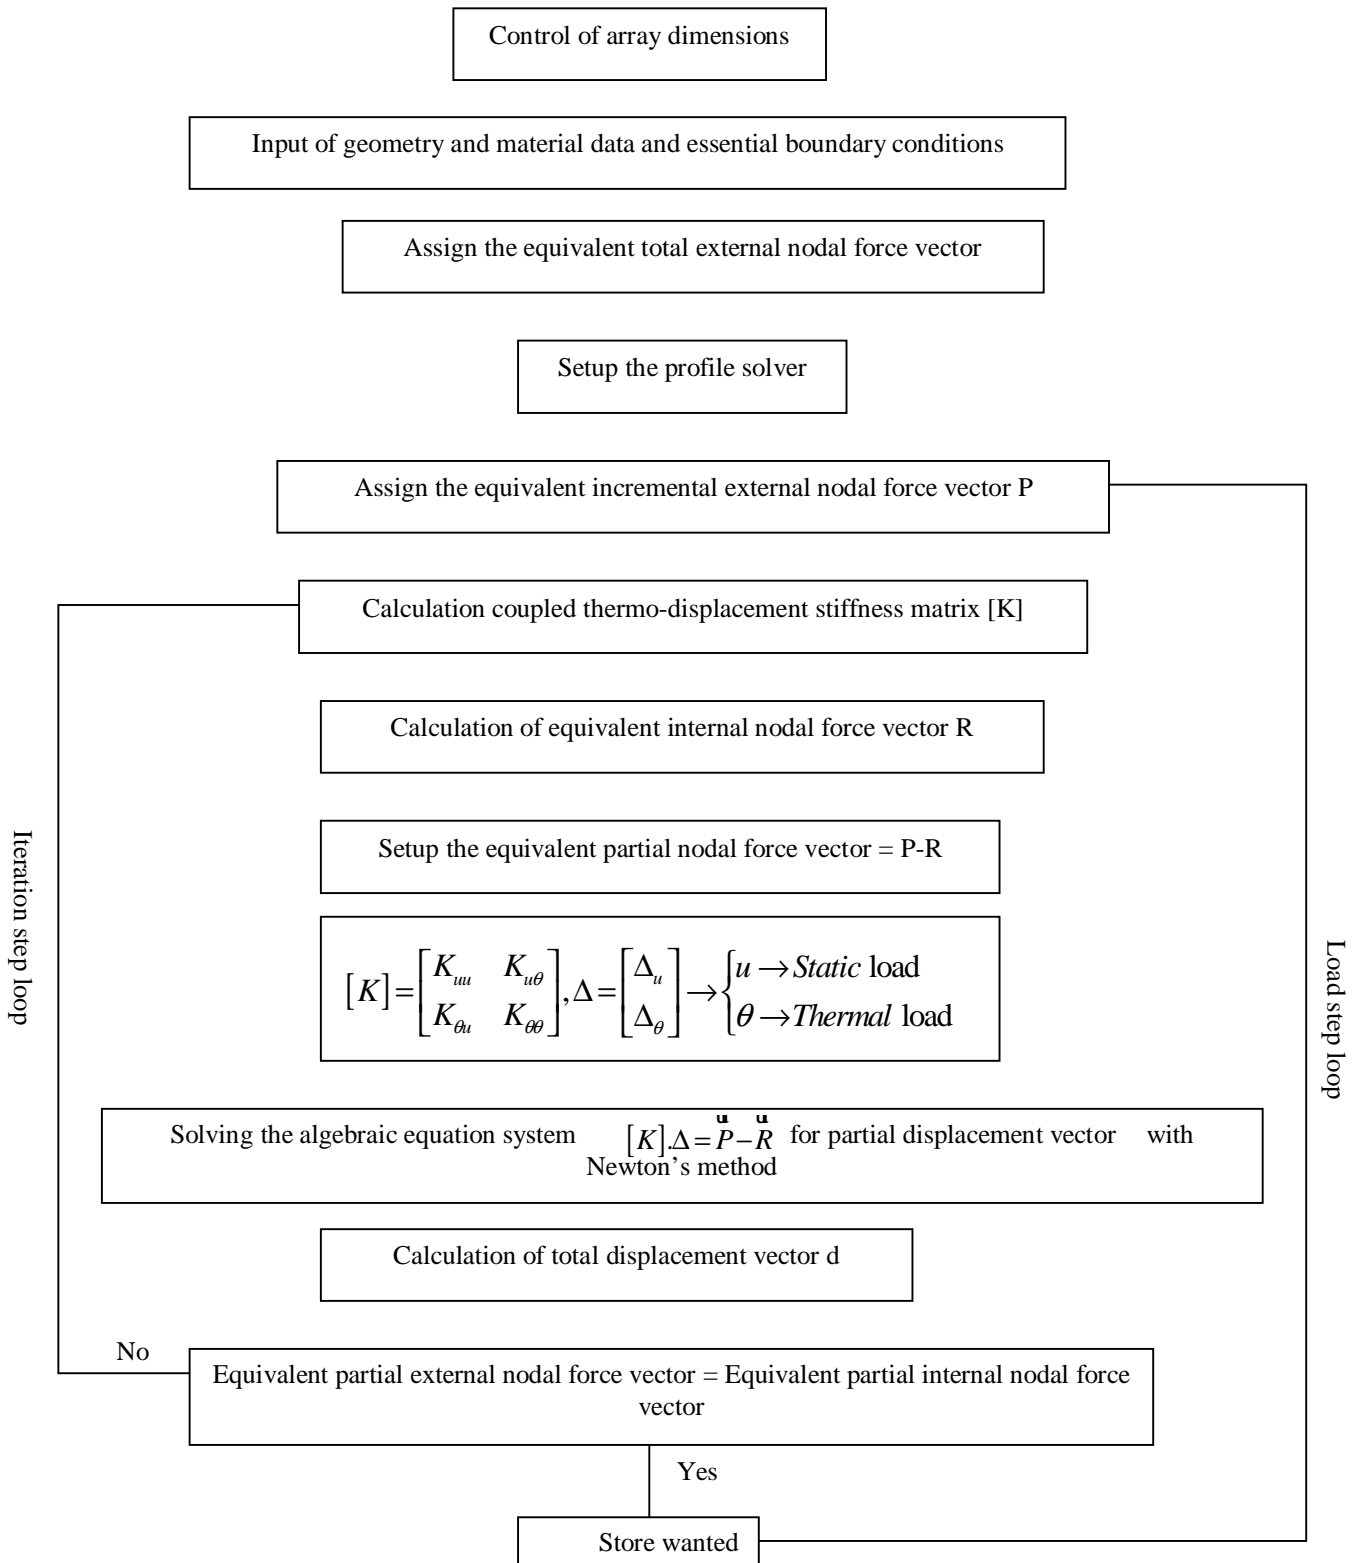 Control of array dimensions
Input of geometry and material data and essential boundary conditions
Assign the equivalent total external nodal force vector
Setup the profile solver
Assign the equivalent incremental external nodal force vector P
Calculation coupled thermo-displacement stiffness matrix [K]
Calculation of equivalent internal nodal force vector R
Setup the equivalent partial nodal force vector = P-R
Iteration step loop
Load step loop
[K] = [K_uu K_uθ; K_θu K_θθ], Δ = [Δ_u; Δ_θ] → { u → Static load
θ → Thermal load
Solving the algebraic equation system [K].Δ = P − R for partial displacement vector with
Newton’s method
Calculation of total displacement vector d
No
Equivalent partial external nodal force vector = Equivalent partial internal nodal force
vector
Yes
Store wanted